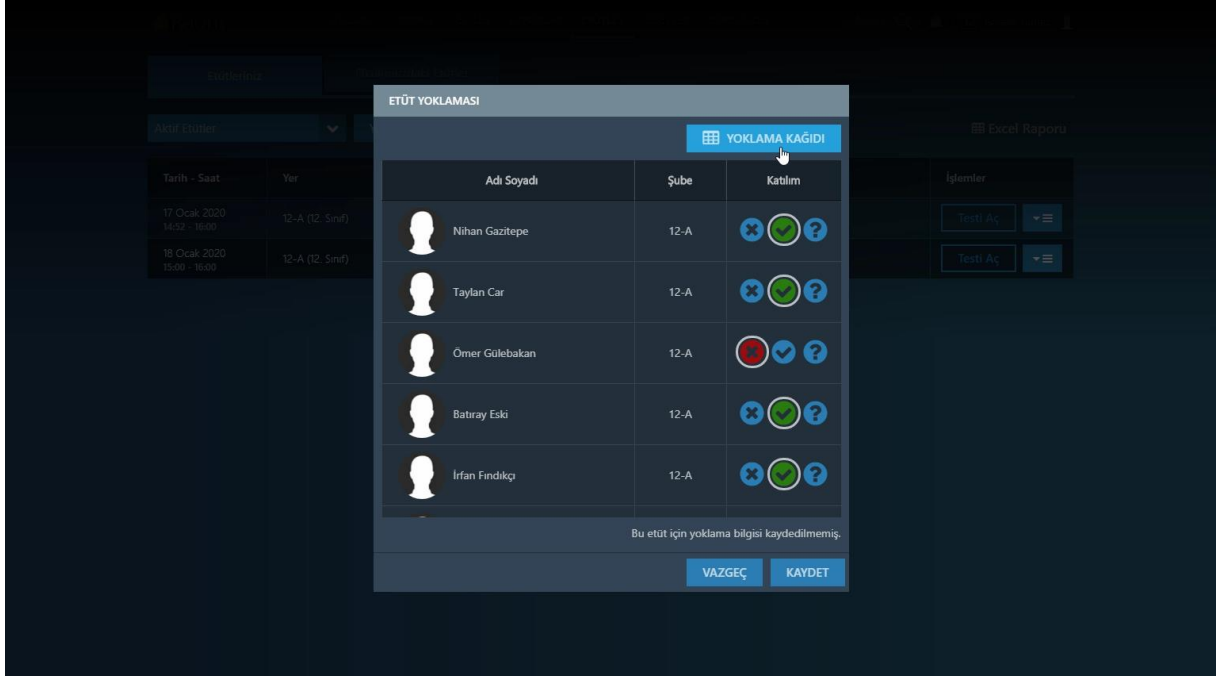 Etütleriniz
ETÜT YOKLAMASI
Aktif Etütler
YOKLAMA KAĞIDI
Excel Raporu
Tarih - Saat Yer Adı Soyadı Şube Katılım İşlemler
17 Ocak 2020
14:52 - 16:00
12-A (12. Sınıf) Nihan Gazitepe 12-A Testi Aç
18 Ocak 2020
15:00 - 16:00
12-A (12. Sınıf) Testi Aç
Taylan Car 12-A
Ömer Gülebakan 12-A
Batıray Eski 12-A
İrfan Fındıkçı 12-A
Bu etüt için yoklama bilgisi kaydedilmemiş.
VAZGEÇ KAYDET